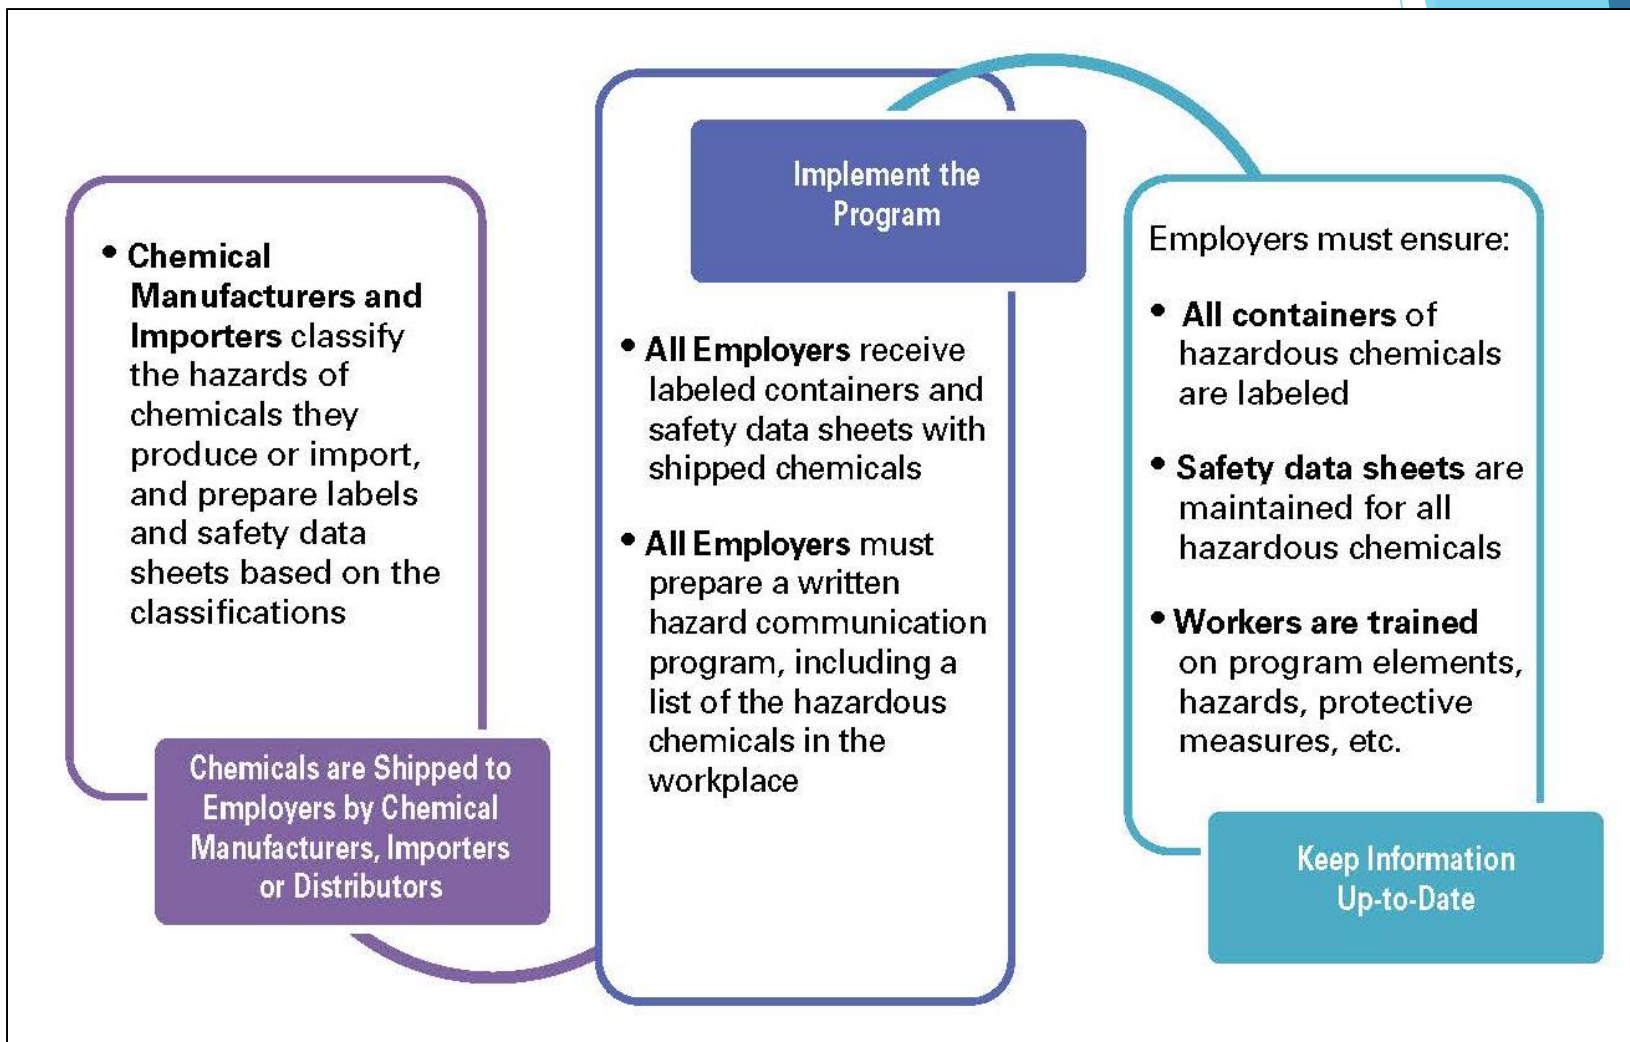 • Chemical
Manufacturers and
Importers classify
the hazards of
chemicals they
produce or import,
and prepare labels
and safety data
sheets based on the
classifications
Chemicals are Shipped to
Employers by Chemical
Manufacturers, Importers
or Distributors
Implement the
Program
• All Employers receive
labeled containers and
safety data sheets with
shipped chemicals
• All Employers must
prepare a written
hazard communication
program, including a
list of the hazardous
chemicals in the
workplace
Employers must ensure:
• All containers of
hazardous chemicals
are labeled
• Safety data sheets are
maintained for all
hazardous chemicals
• Workers are trained
on program elements,
hazards, protective
measures, etc.
Keep Information
Up-to-Date